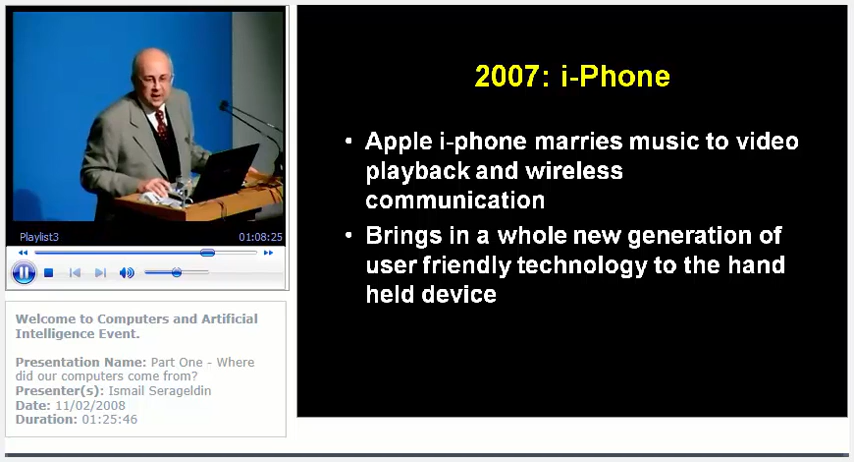 Playlist3
01:08:25
Welcome to Computers and Artificial
Intelligence Event.
Presentation Name: Part One - Where
did our computers come from?
Presenter(s): Ismail Serageldin
Date: 11/02/2008
Duration: 01:25:46
2007: i-Phone
• Apple i-phone marries music to video
playback and wireless
communication
• Brings in a whole new generation of
user friendly technology to the hand
held device